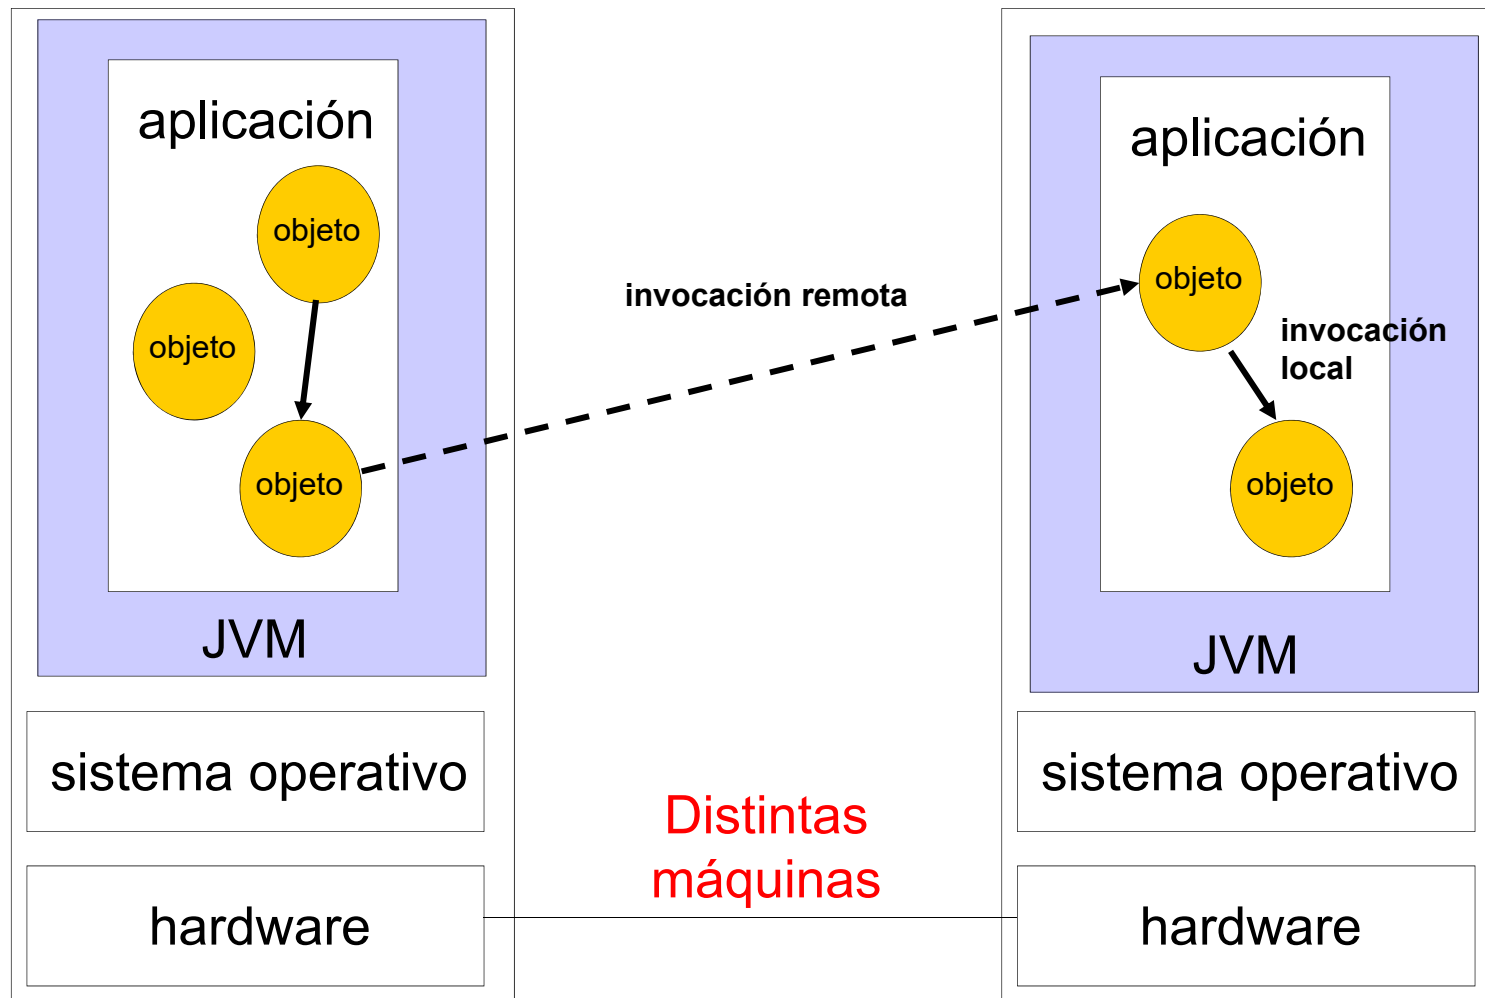 aplicación
objeto
objeto
objeto
JVM
sistema operativo
hardware
invocación remota
Distintas
máquinas
aplicación
objeto
invocación
local
objeto
JVM
sistema operativo
hardware